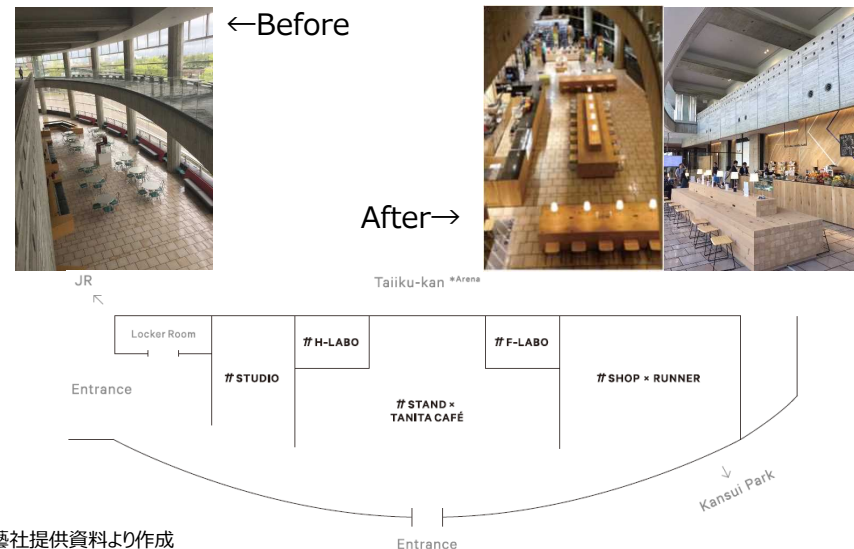 ←Before
After→
JR
Taiiku-kan *Arena
Locker Room
Entrance
# STUDIO
# H-LABO
# F-LABO
# STAND ×
TANITA CAFÉ
# SHOP × RUNNER
Kansui Park
Entrance
藝社提供資料より作成